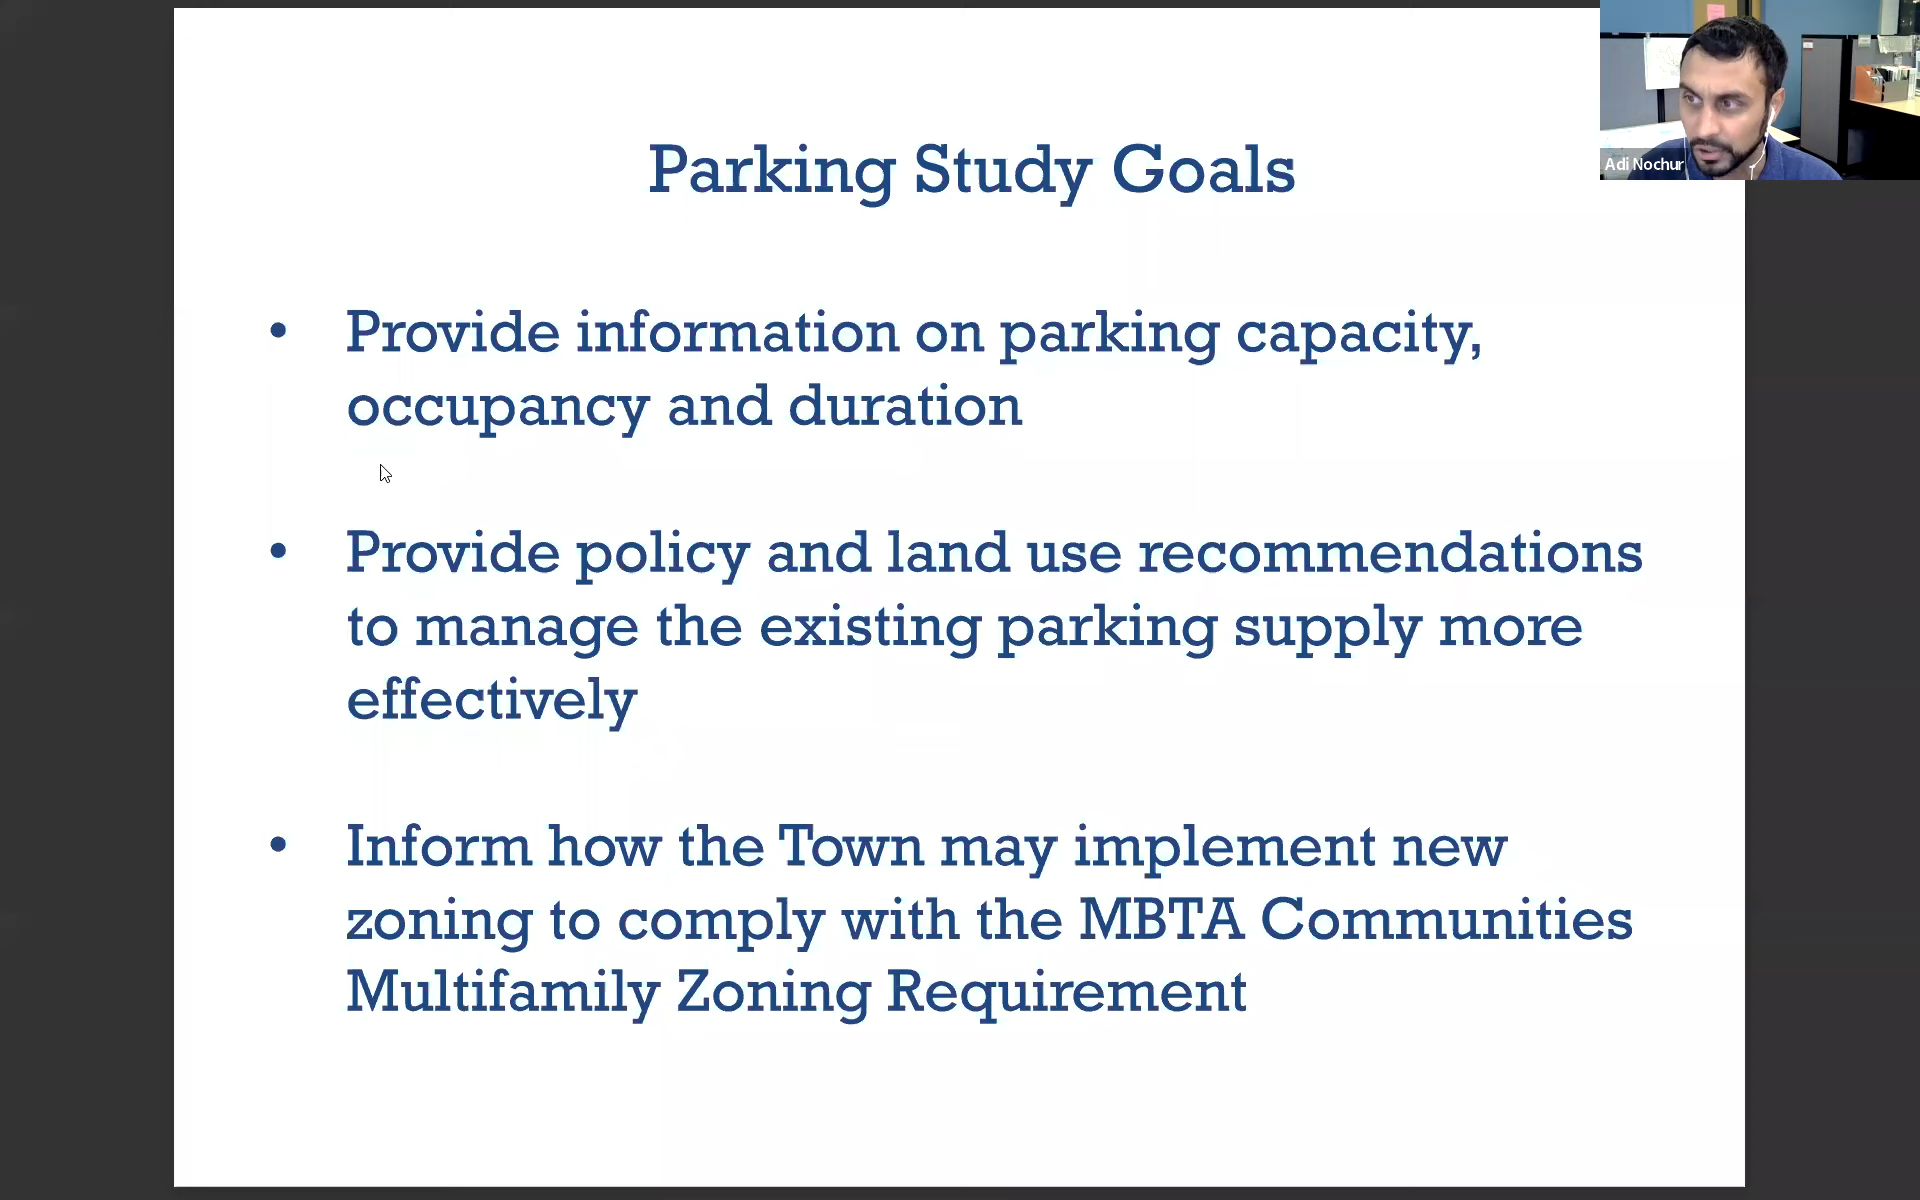 Parking Study Goals
Adi Nochur
• Provide information on parking capacity,
occupancy and duration
• Provide policy and land use recommendations
to manage the existing parking supply more
effectively
• Inform how the Town may implement new
zoning to comply with the MBTA Communities
Multifamily Zoning Requirement